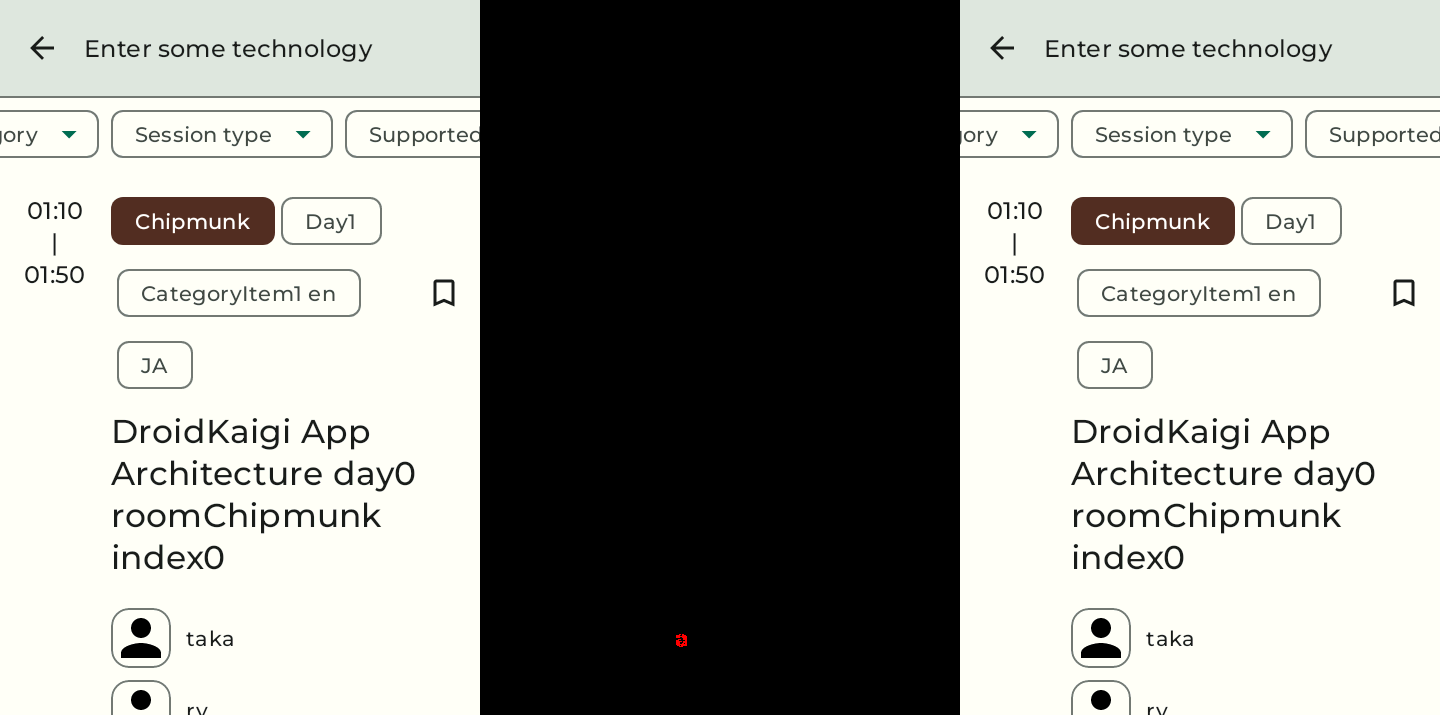 Enter some technology
gory Session type Supported
01:10
|
01:50
Chipmunk Day1
CategoryItem1 en
JA
DroidKaigi App
Architecture day0
roomChipmunk
index0
taka
ry
Enter some technology
gory Session type Supported
01:10
|
01:50
Chipmunk Day1
CategoryItem1 en
JA
DroidKaigi App
Architecture day0
roomChipmunk
index0
taka
ry